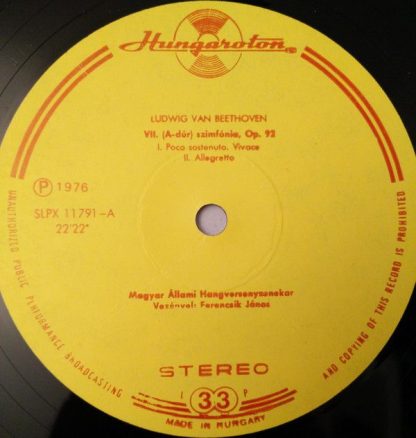 Hungaroton®
LUDWIG VAN BEETHOVEN
VII. (A-dúr) szimfónia, Op. 92
I. Poco sostenuto. Vivace
II. Allegretto
Ⓟ 1976
SLPX 11791-A
22'22"
Magyar Állami Hangversenyzenekar
Vezényel: Ferencsik János
STEREO
L 33 P
MADE IN HUNGARY
UNAUTHORIZED PUBLIC PERFORMANCE BROADCASTING
AND COPYING OF THIS RECORD IS PROHIBITED